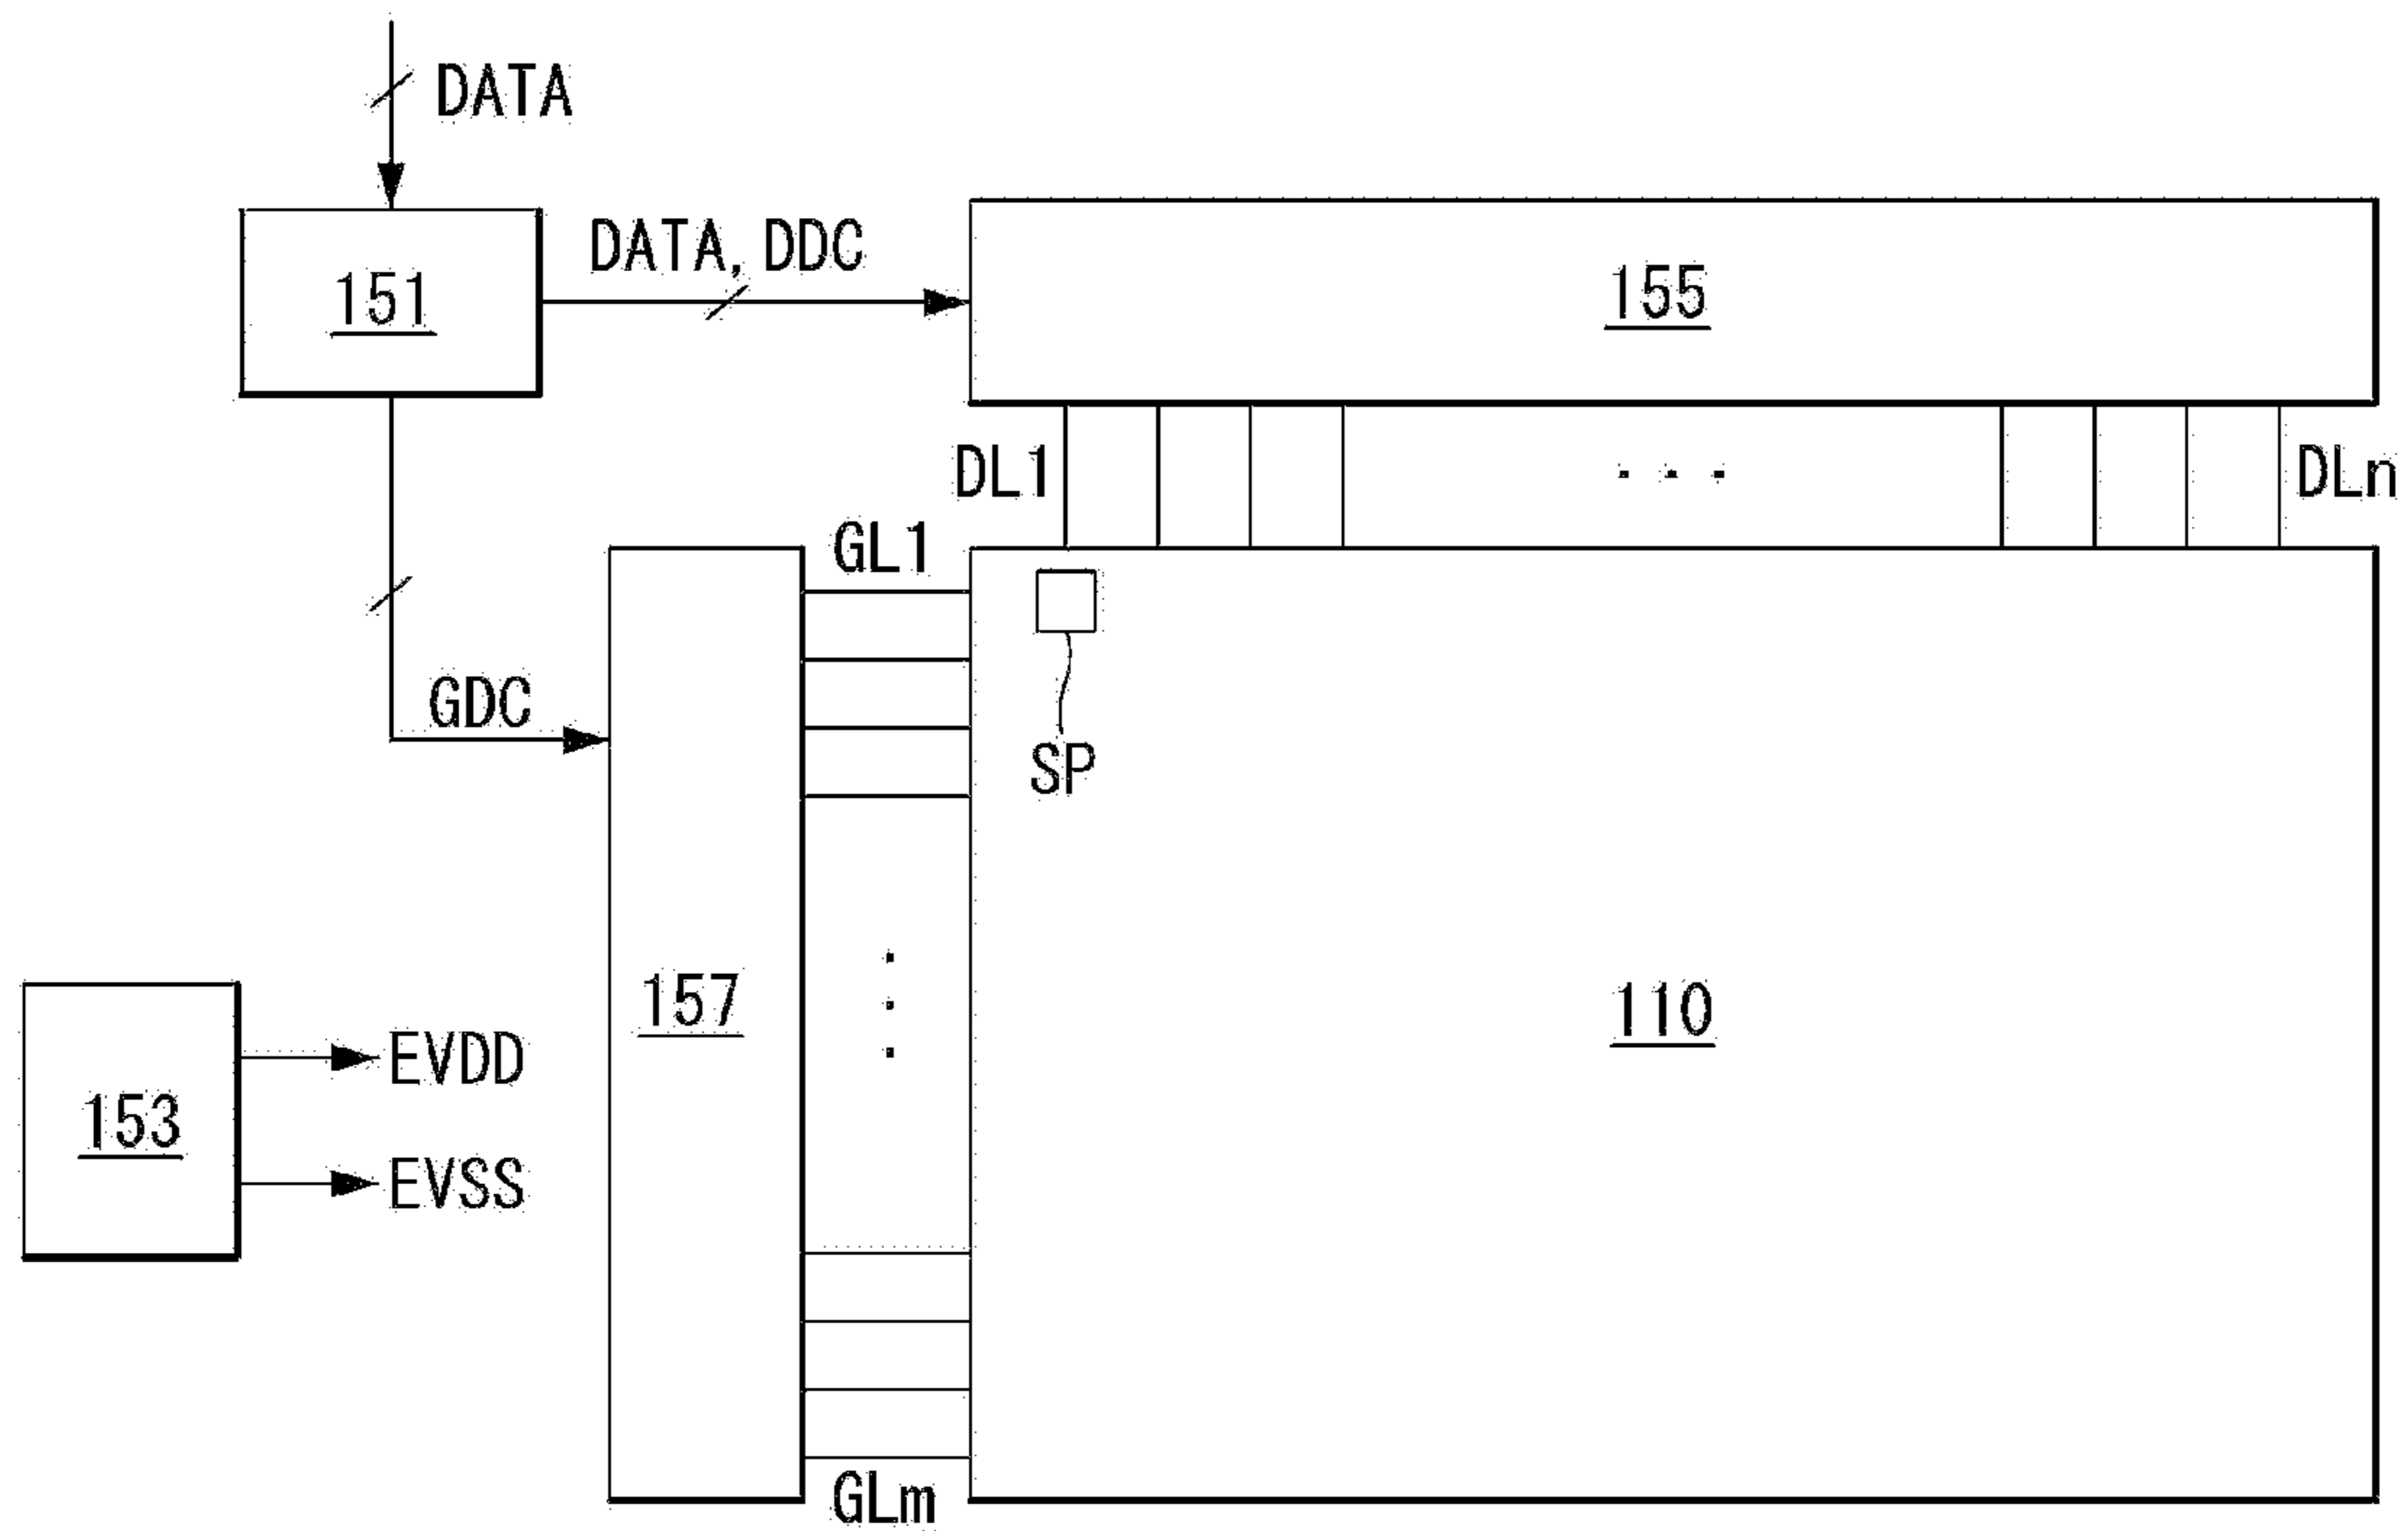 DATA
DATA, DDC
151
155
DL1
DLn
GL1
GDC
SP
157
110
EVDD
153
EVSS
GLm